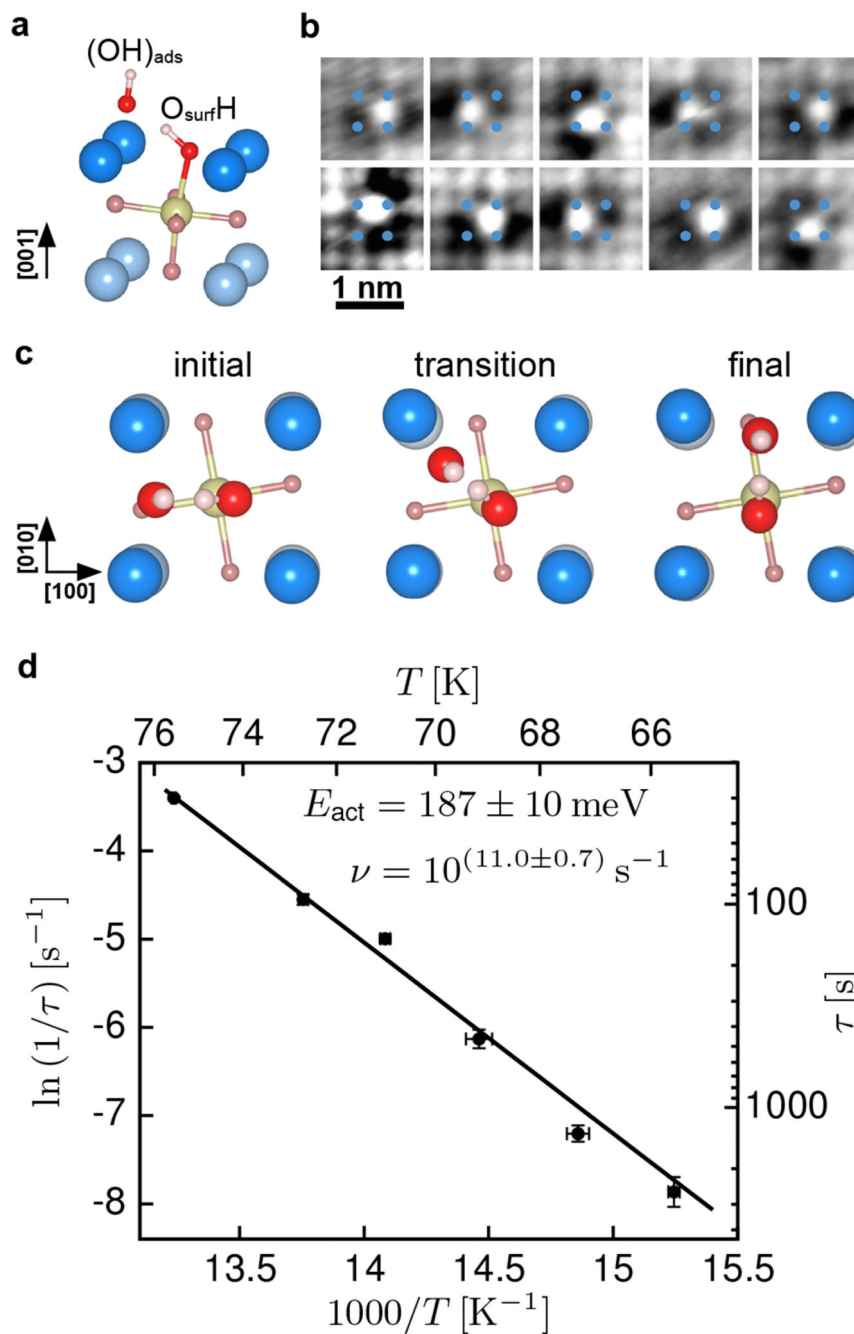 a
(OH)ads
OsurfH
[001]
b
1 nm
c
initial transition final
[010]
[100]
d
T [K]
76 74 72 70 69 68 67 66
-3
-4
-5
-6
-7
-8
ln (1/τ) [s⁻¹]
Eact = 187 ± 10 meV
ν = 10^(11.0±0.7) s⁻¹
100
1000
τ [s]
13.5 14 14.5 15 15.5
1000/T [K⁻¹]